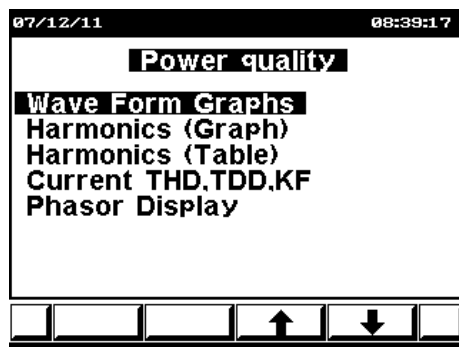 07/12/11 08:39:17
Power quality
Wave Form Graphs
Harmonics (Graph)
Harmonics (Table)
Current THD,TDD,KF
Phasor Display